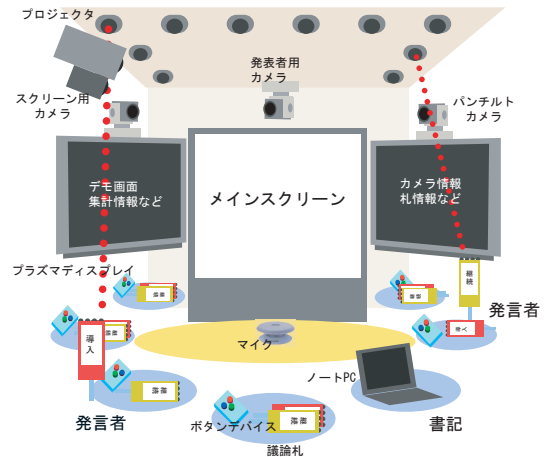 プロジェクタ
発表者用
カメラ
スクリーン用
カメラ
パンチルト
カメラ
デモ画面
集計情報など
メインスクリーン
カメラ情報
札情報など
プラズマディスプレイ
継続
発言者
導入
導入
マイク
ノートPC
発言者
ボタンデバイス
書記
議論札